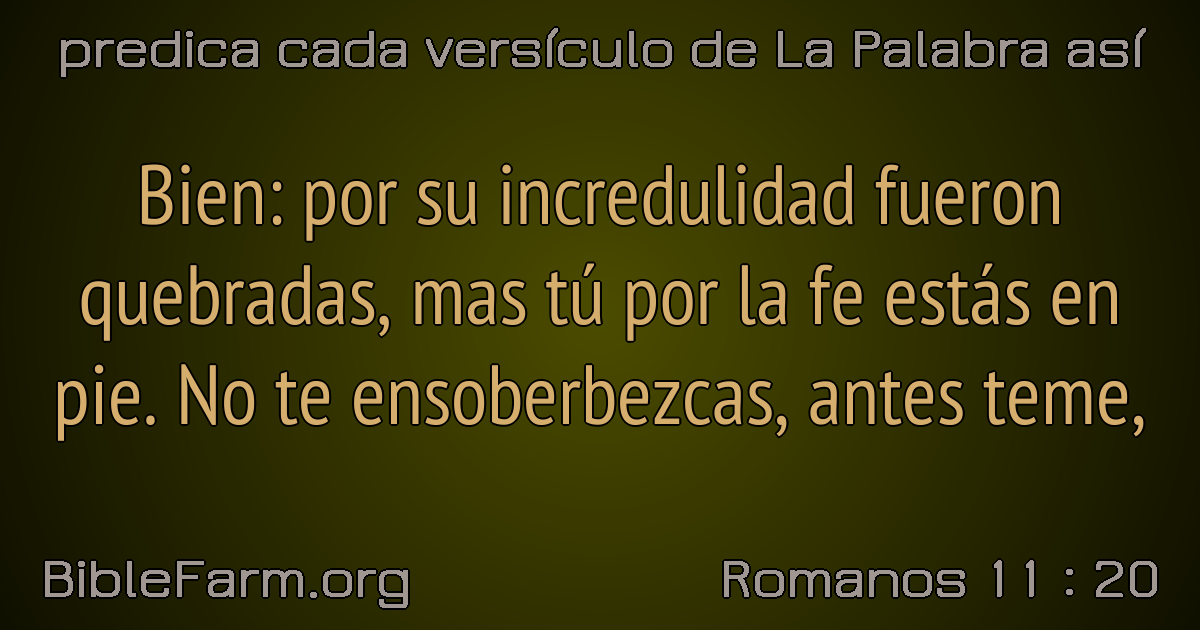 predica cada versículo de La Palabra así
Bien: por su incredulidad fueron
quebradas, mas tú por la fe estás en
pie. No te ensoberbezcas, antes teme,
BibleFarm.org
Romanos 11 : 20